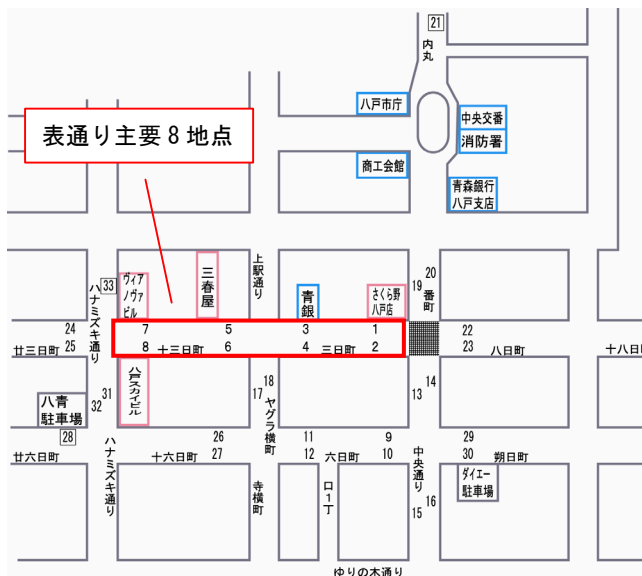 21
内丸
八戸市庁
中央交番
消防署
表通り主要8地点
商工会館
青森銀行
八戸支店
上駅通り
三春屋
ヴィア
ノヴァ
ビル
33
ハナミズキ通り
青銀
さくら野
八戸店
19
20
番町
24
7
5
3
1
22
廿三日町
25
8
十三日町
6
4
三日町
2
23
八日町
十八日町
八戸スカイビル
31
32
八青
駐車場
17
18
ヤグラ横町
13
14
28
26
11
9
29
廿六日町
ハナミズキ通り
十六日町
27
12
六日町
10
中央通り
30
朔日町
寺横町
ロ1丁
15
16
ダイエー
駐車場
ゆりの木通り